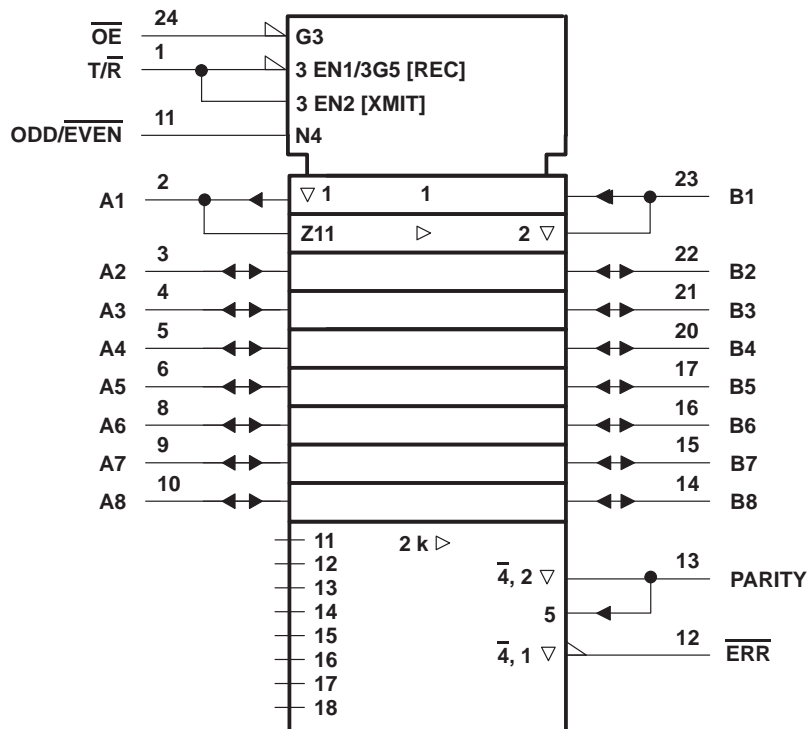 24
O̅E̅ G3
1
T/R̅ 3 EN1/3G5 [REC]
3 EN2 [XMIT]
11
ODD/E̅V̅E̅N̅ N4
2 23
A1 ▽ 1 1 B1
Z11 ▷ 2 ▽
3 22
A2 B2
4 21
A3 B3
5 20
A4 B4
6 17
A5 B5
8 16
A6 B6
9 15
A7 B7
10 14
A8 B8
11 2 k ▷
12 13
4̅, 2 ▽ PARITY
13
14 5
15 12
16 4̅, 1 ▽ E̅R̅R̅
17
18